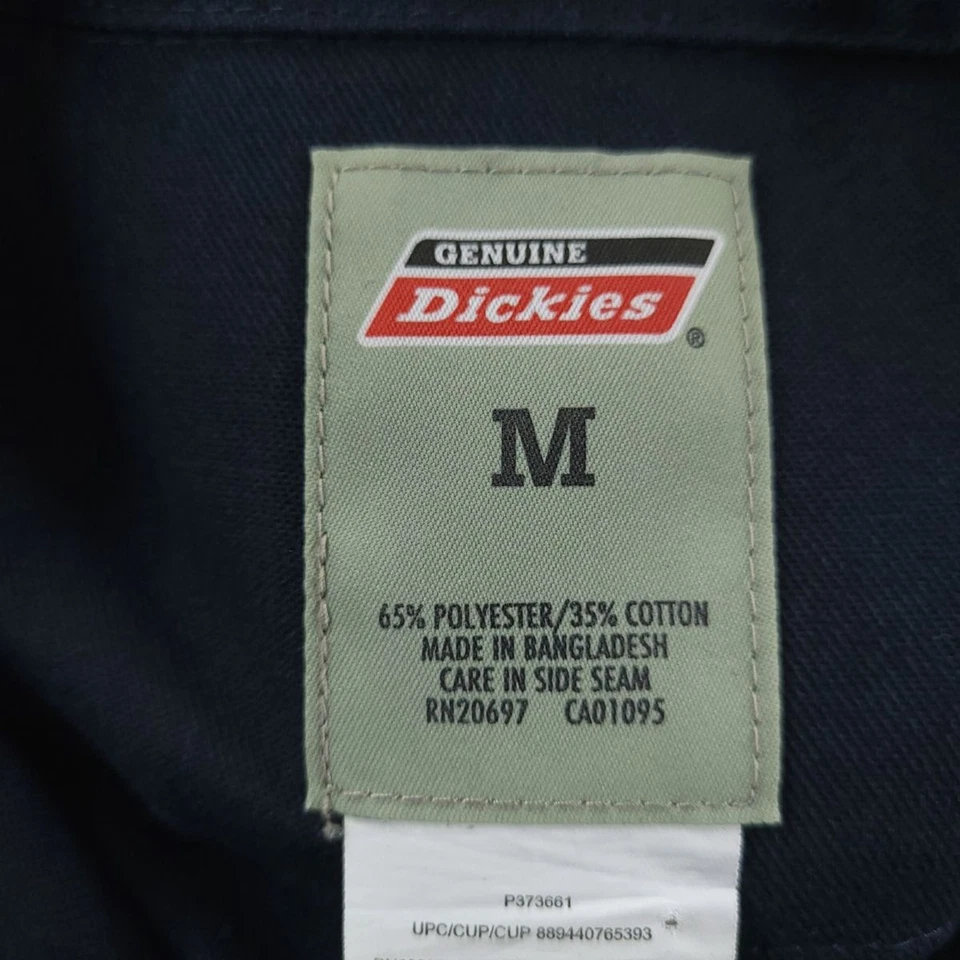 GENUINE
Dickies
®
M
65% POLYESTER/35% COTTON
MADE IN BANGLADESH
CARE IN SIDE SEAM
RN20697 CA01095
P373661
UPC/CUP/CUP 889440765393